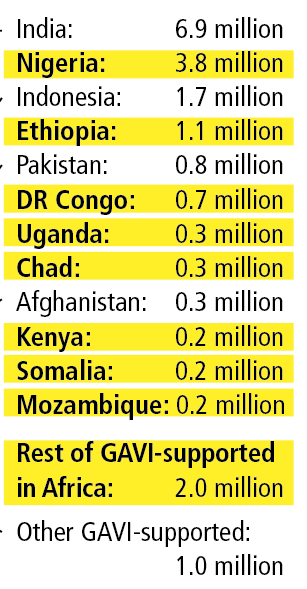 India: 6.9 million
Nigeria: 3.8 million
Indonesia: 1.7 million
Ethiopia: 1.1 million
Pakistan: 0.8 million
DR Congo: 0.7 million
Uganda: 0.3 million
Chad: 0.3 million
Afghanistan: 0.3 million
Kenya: 0.2 million
Somalia: 0.2 million
Mozambique: 0.2 million
Rest of GAVI-supported
in Africa: 2.0 million
Other GAVI-supported:
1.0 million